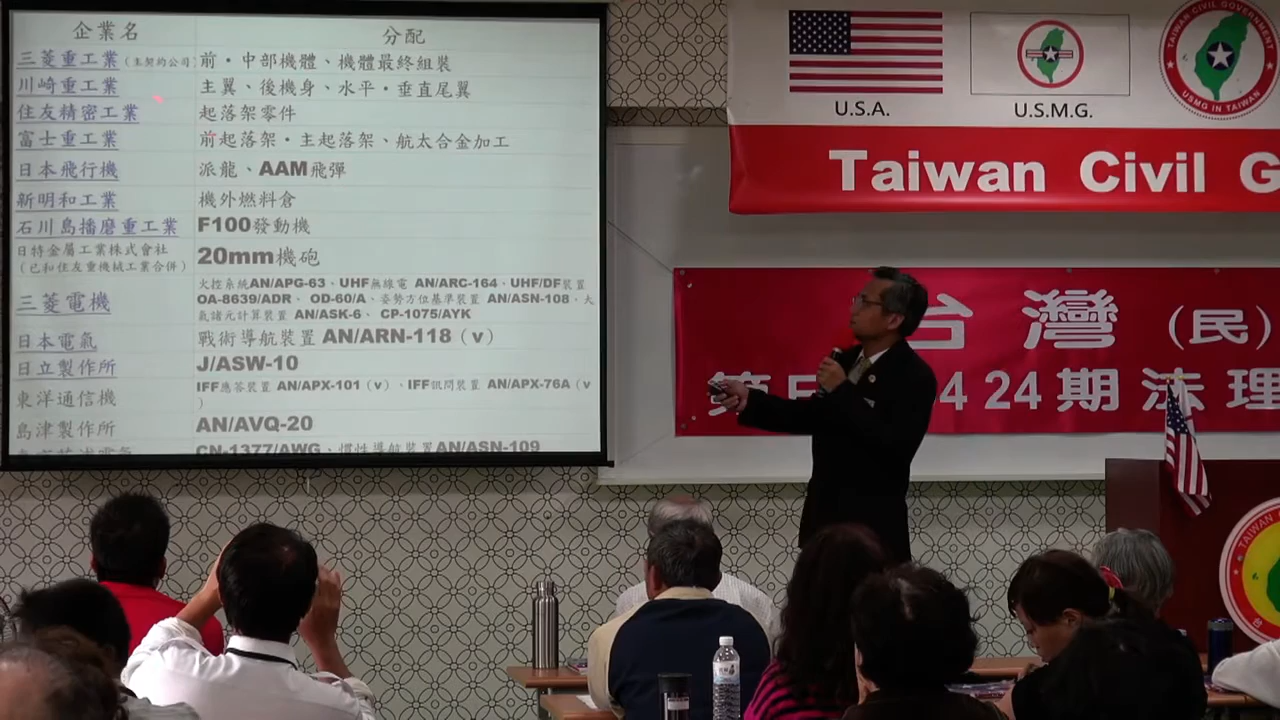 企業名 分配
三菱重工業（主契約公司） 前・中部機體、機體最終組裝
川崎重工業 主翼、後機身、水平・垂直尾翼
住友精密工業 起落架零件
富士重工業 前起落架・主起落架、航太合金加工
日本飛行機 派龍、AAM飛彈
新明和工業 機外燃料倉
石川島播磨重工業 F100發動機
日特金屬工業株式會社
（已和住友重機械工業合併） 20mm機砲
三菱電機 火控系統AN/APG-63、UHF無線電 AN/ARC-164、UHF/DF裝置
OA-8639/ADR、 OD-60/A、姿勢方位基準裝置 AN/ASN-108、大
氣諸元計算裝置 AN/ASK-6、 CP-1075/AYK
日本電氣 戰術導航裝置 AN/ARN-118（v）
日立製作所 J/ASW-10
東洋通信機 IFF應答裝置 AN/APX-101（v）、IFF訊問裝置 AN/APX-76A（v
）
島津製作所 AN/AVQ-20
CN-1377/AWG、慣性導航裝置AN/ASN-109
U.S.A.
U.S.M.G.
TAIWAN CIVIL GOVERNMENT
USMG IN TAIWAN
Taiwan Civil G
台灣（民）
第 424期法理